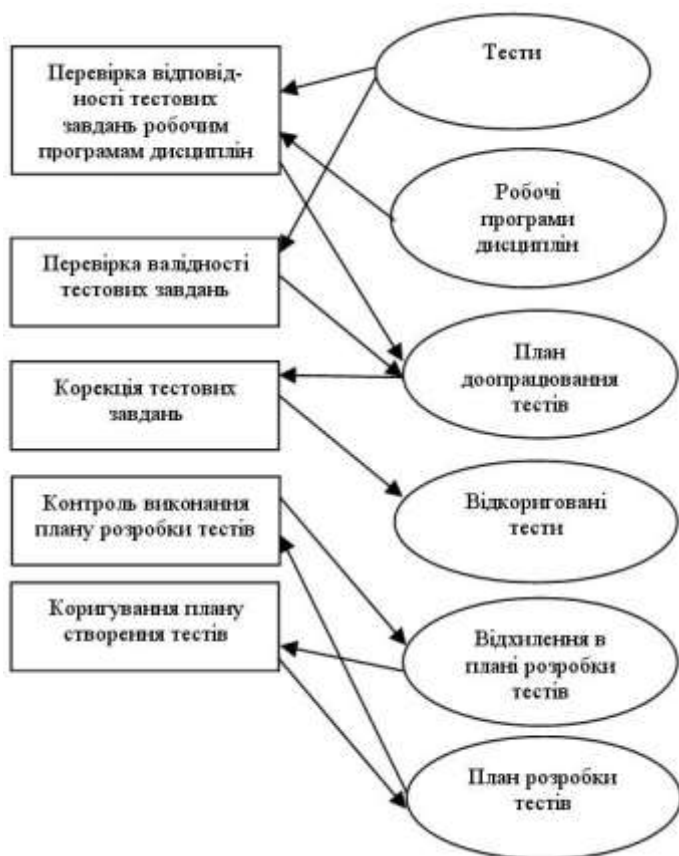 Перевірка відповід-
ності тестових
завдань робочим
програмам дисциплін
Тести
Робочі
програми
дисциплін
Перевірка валідності
тестових завдань
План
доопрацювання
тестів
Корекція тестових
завдань
Відкориговані
тести
Контроль виконання
плану розробки тестів
Коригування плану
створення тестів
Відхилення в
плані розробки
тестів
План розробки
тестів